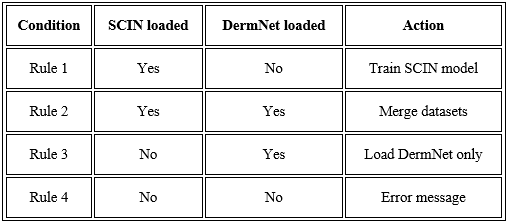 Condition SCIN loaded DermNet loaded Action
Rule 1 Yes No Train SCIN model
Rule 2 Yes Yes Merge datasets
Rule 3 No Yes Load DermNet only
Rule 4 No No Error message